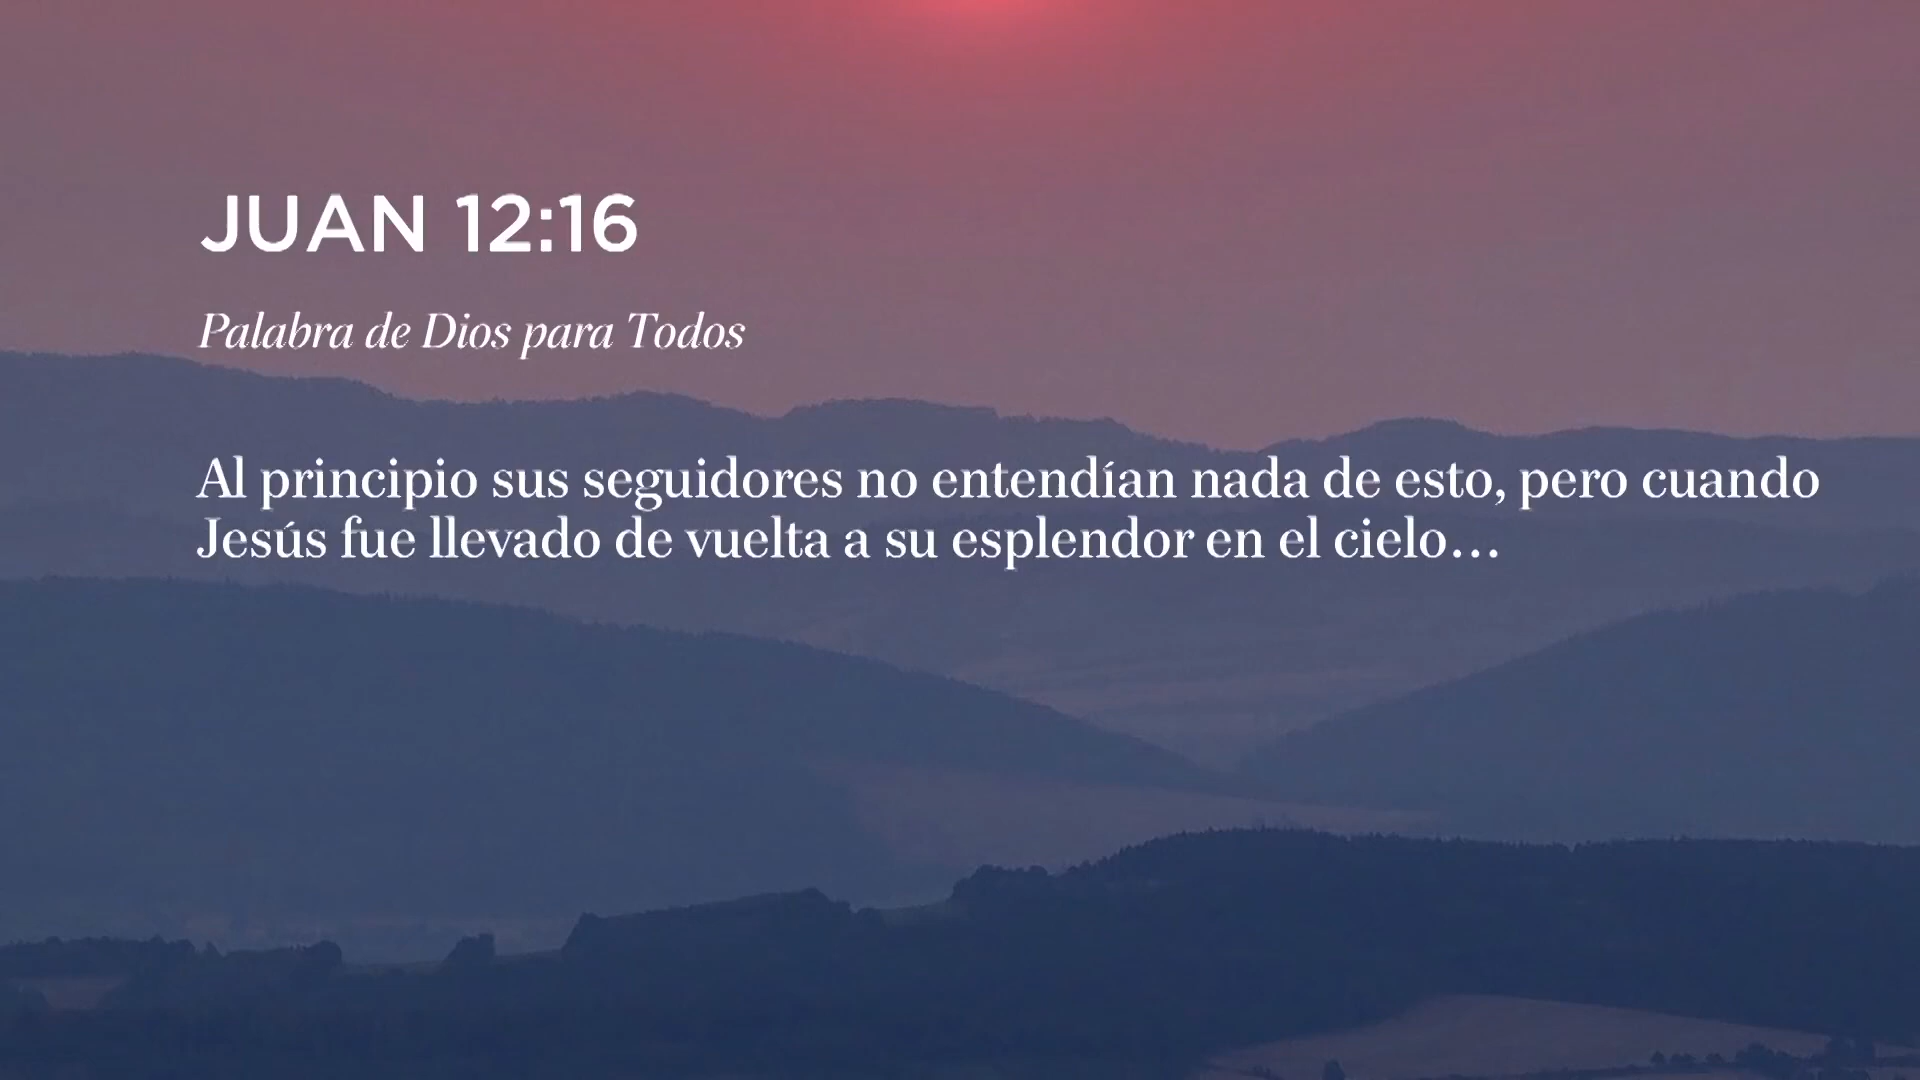 JUAN 12:16
Palabra de Dios para Todos
Al principio sus seguidores no entendían nada de esto, pero cuando
Jesús fue llevado de vuelta a su esplendor en el cielo…